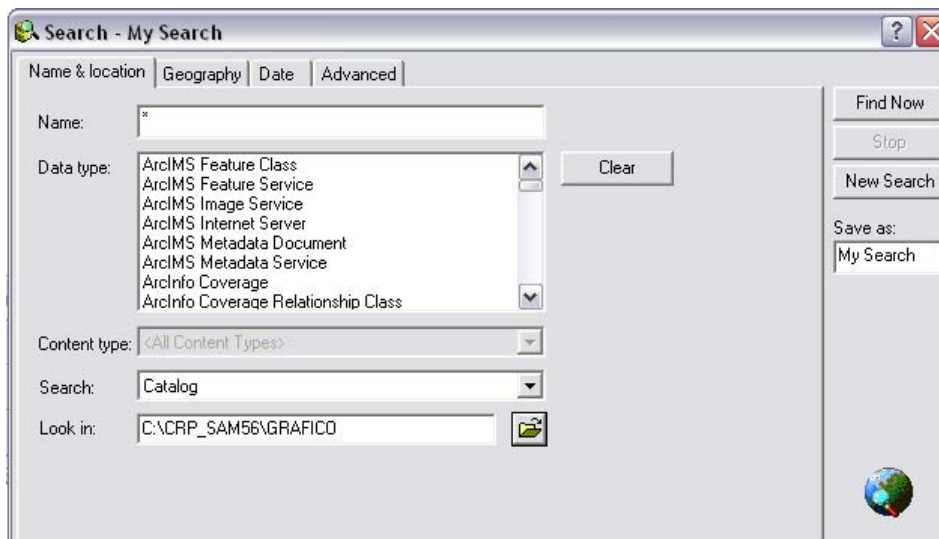 Search - My Search
Name & location Geography Date Advanced
Name: *
Data type:
ArcIMS Feature Class
ArcIMS Feature Service
ArcIMS Image Service
ArcIMS Internet Server
ArcIMS Metadata Document
ArcIMS Metadata Service
ArcInfo Coverage
ArcInfo Coverage Relationship Class
Clear
Content type: <All Content Types>
Search: Catalog
Look in: C:\CRP_SAM56\GRAFICO
Find Now
Stop
New Search
Save as:
My Search